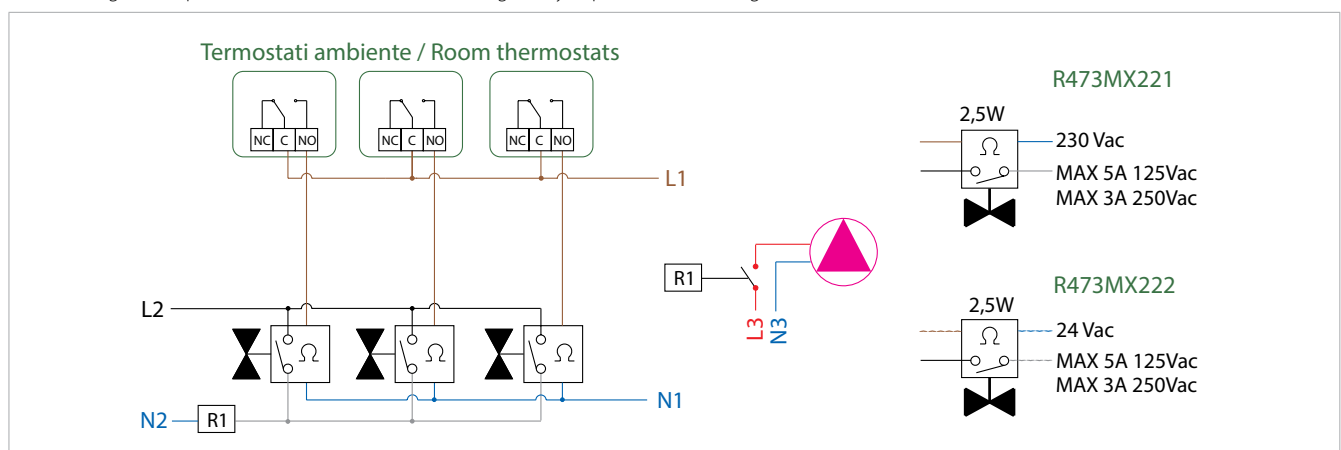 Termostati ambiente / Room thermostats
NC C NO
NC C NO
NC C NO
L1
L2
Ω
Ω
Ω
N1
N2
R1
R1
L3
N3
R473MX221
2,5W
Ω
230 Vac
MAX 5A 125Vac
MAX 3A 250Vac
R473MX222
2,5W
Ω
24 Vac
MAX 5A 125Vac
MAX 3A 250Vac